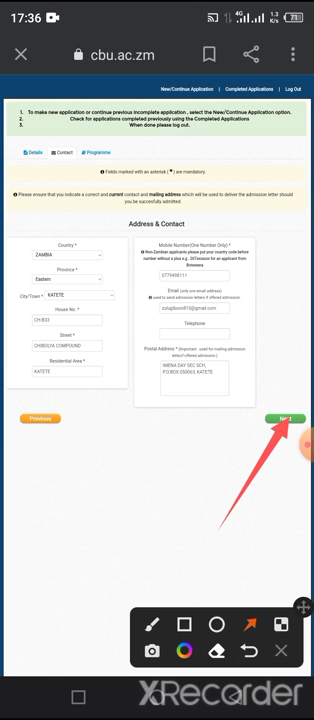 17:36
4G
1.3
K/s
71
cbu.ac.zm
New/Continue Application | Completed Applications | Log Out
1. To make new application or continue previous incomplete application , select the New/Continue Application option.
2. Check for applications completed previously using the Completed Applications
3. When done please log out.
Details Contact Programme
Fields marked with an asterisk ( * ) are mandatory.
Please ensure that you indicate a correct and current contact and mailing address which will be used to deliver the admission letter should
you be succesfully admitted.
Address & Contact
Country *
ZAMBIA
Province *
Eastern
City/Town * KATETE
House No. *
CH/B33
Street *
CHIBOLYA COMPOUND
Residential Area *
KATETE
Mobile Number(One Number Only) *
Non-Zambian applicants please put your country code before
number without a plus e.g . 267xxxxxx for an applicant from
Botswana
0779498111
Email (only one email address)
used to send admission letters if offered admission.
zulugibson819@gmail.com
Telephone
Postal Address * (Important : used for mailing admission
letter if offered admission.)
IMENA DAY SEC SCH,
P.O BOX 550063, KATETE.
Previous
Next
XRecorder